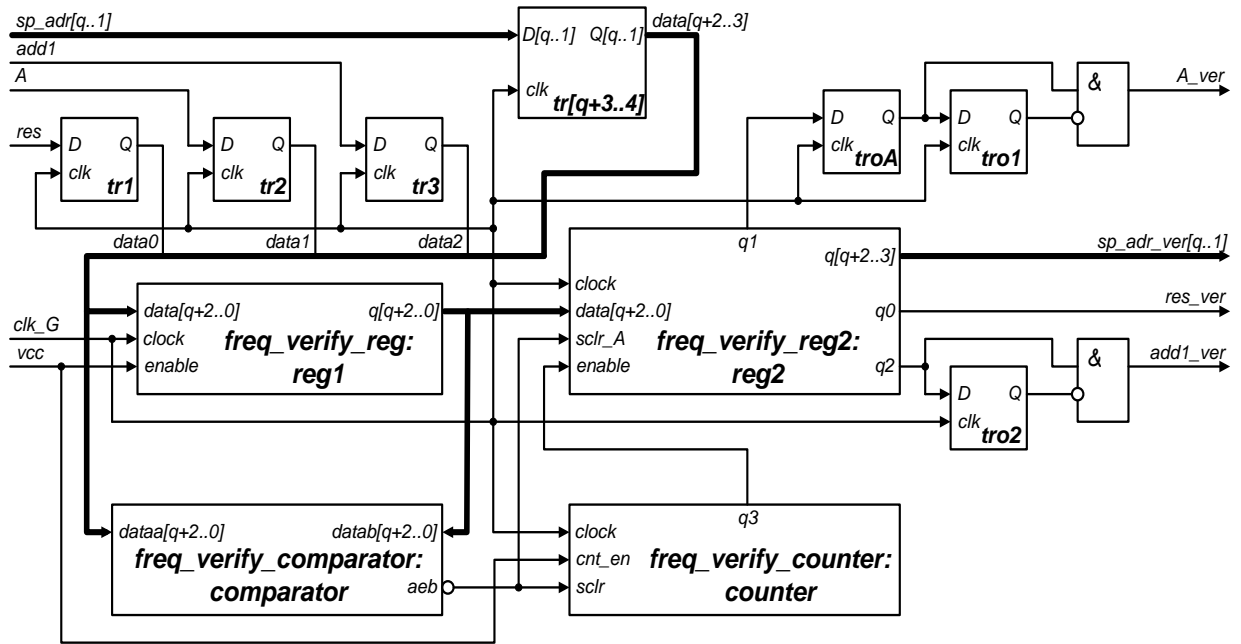 sp_adr[q..1]
add1
A
res
D[q..1] Q[q..1]
clk
tr[q+3..4]
data[q+2..3]
D Q
clk
tr1
D Q
clk
tr2
D Q
clk
tr3
data0
data1
data2
D Q
clk
troA
D Q
clk
tro1
&
A_ver
clk_G
vcc
data[q+2..0] q[q+2..0]
clock
enable
freq_verify_reg:
reg1
q1
q[q+2..3]
clock
data[q+2..0]
sclr_A
enable
q0
q2
freq_verify_reg2:
reg2
sp_adr_ver[q..1]
res_ver
D Q
clk
tro2
&
add1_ver
dataa[q+2..0] datab[q+2..0]
freq_verify_comparator:
comparator
aeb
q3
clock
cnt_en
sclr
freq_verify_counter:
counter